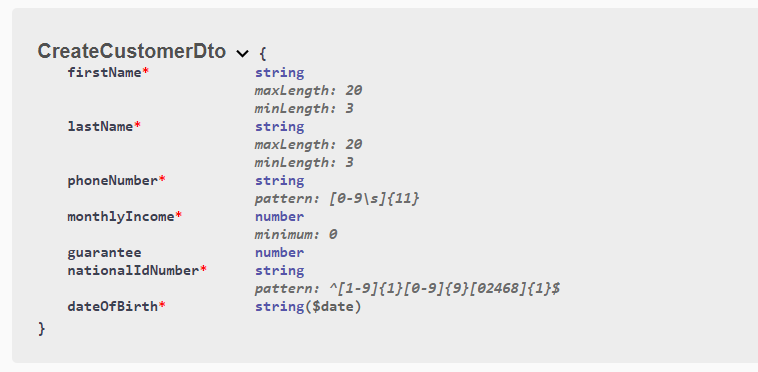 CreateCustomerDto {
firstName* string
maxLength: 20
minLength: 3
lastName* string
maxLength: 20
minLength: 3
phoneNumber* string
pattern: [0-9\s]{11}
monthlyIncome* number
minimum: 0
guarantee number
nationalIdNumber* string
pattern: ^[1-9]{1}[0-9]{9}[02468]{1}$
dateOfBirth* string($date)
}